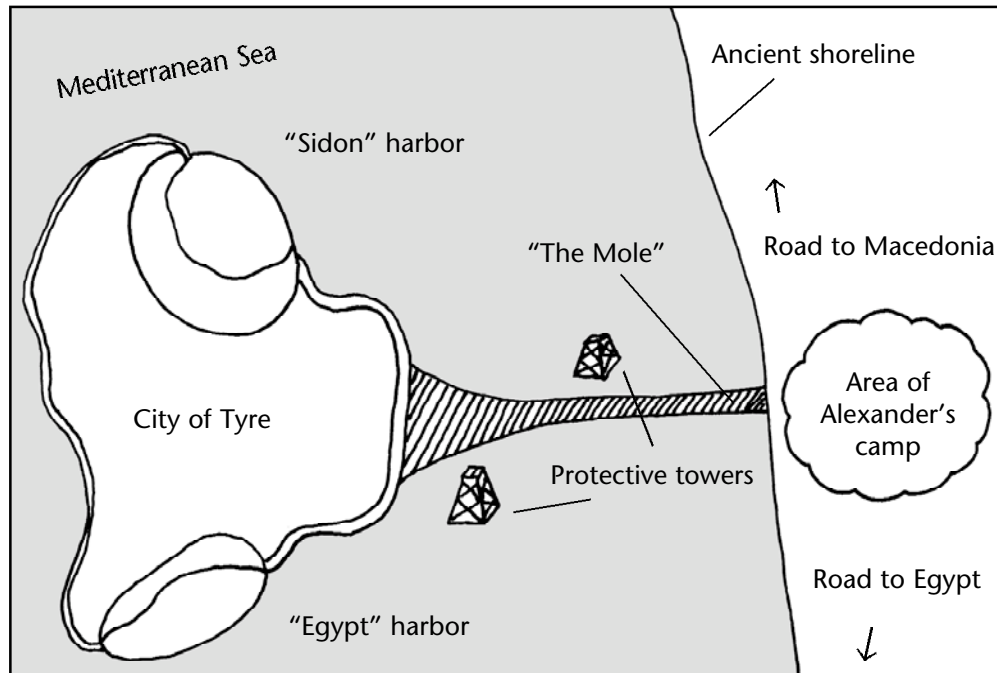 Mediterranean Sea
Ancient shoreline
“Sidon” harbor
“The Mole”
Road to Macedonia
City of Tyre
Area of
Alexander’s
camp
Protective towers
Road to Egypt
“Egypt” harbor